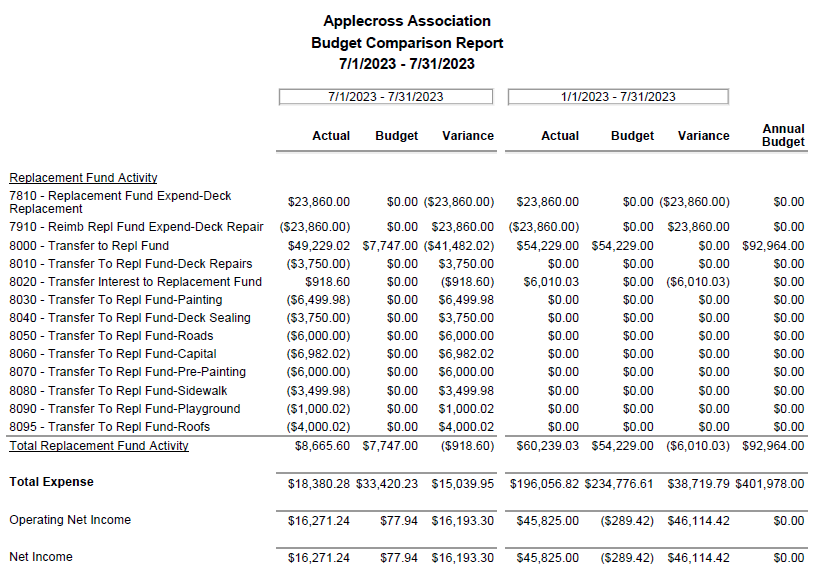 Applecross Association
Budget Comparison Report
7/1/2023 - 7/31/2023
7/1/2023 - 7/31/2023 1/1/2023 - 7/31/2023
Actual Budget Variance Actual Budget Variance Annual Budget
Replacement Fund Activity
7810 - Replacement Fund Expend-Deck
Replacement $23,860.00 $0.00 ($23,860.00) $23,860.00 $0.00 ($23,860.00) $0.00
7910 - Reimb Repl Fund Expend-Deck Repair ($23,860.00) $0.00 $23,860.00 ($23,860.00) $0.00 $23,860.00 $0.00
8000 - Transfer to Repl Fund $49,229.02 $7,747.00 ($41,482.02) $54,229.00 $54,229.00 $0.00 $92,964.00
8010 - Transfer To Repl Fund-Deck Repairs ($3,750.00) $0.00 $3,750.00 $0.00 $0.00 $0.00 $0.00
8020 - Transfer Interest to Replacement Fund $918.60 $0.00 ($918.60) $6,010.03 $0.00 ($6,010.03) $0.00
8030 - Transfer To Repl Fund-Painting ($6,499.98) $0.00 $6,499.98 $0.00 $0.00 $0.00 $0.00
8040 - Transfer To Repl Fund-Deck Sealing ($3,750.00) $0.00 $3,750.00 $0.00 $0.00 $0.00 $0.00
8050 - Transfer To Repl Fund-Roads ($6,000.00) $0.00 $6,000.00 $0.00 $0.00 $0.00 $0.00
8060 - Transfer To Repl Fund-Capital ($6,982.02) $0.00 $6,982.02 $0.00 $0.00 $0.00 $0.00
8070 - Transfer To Repl Fund-Pre-Painting ($6,000.00) $0.00 $6,000.00 $0.00 $0.00 $0.00 $0.00
8080 - Transfer To Repl Fund-Sidewalk ($3,499.98) $0.00 $3,499.98 $0.00 $0.00 $0.00 $0.00
8090 - Transfer To Repl Fund-Playground ($1,000.02) $0.00 $1,000.02 $0.00 $0.00 $0.00 $0.00
8095 - Transfer To Repl Fund-Roofs ($4,000.02) $0.00 $4,000.02 $0.00 $0.00 $0.00 $0.00
Total Replacement Fund Activity $8,665.60 $7,747.00 ($918.60) $60,239.03 $54,229.00 ($6,010.03) $92,964.00
Total Expense $18,380.28 $33,420.23 $15,039.95 $196,056.82 $234,776.61 $38,719.79 $401,978.00
Operating Net Income $16,271.24 $77.94 $16,193.30 $45,825.00 ($289.42) $46,114.42 $0.00
Net Income $16,271.24 $77.94 $16,193.30 $45,825.00 ($289.42) $46,114.42 $0.00